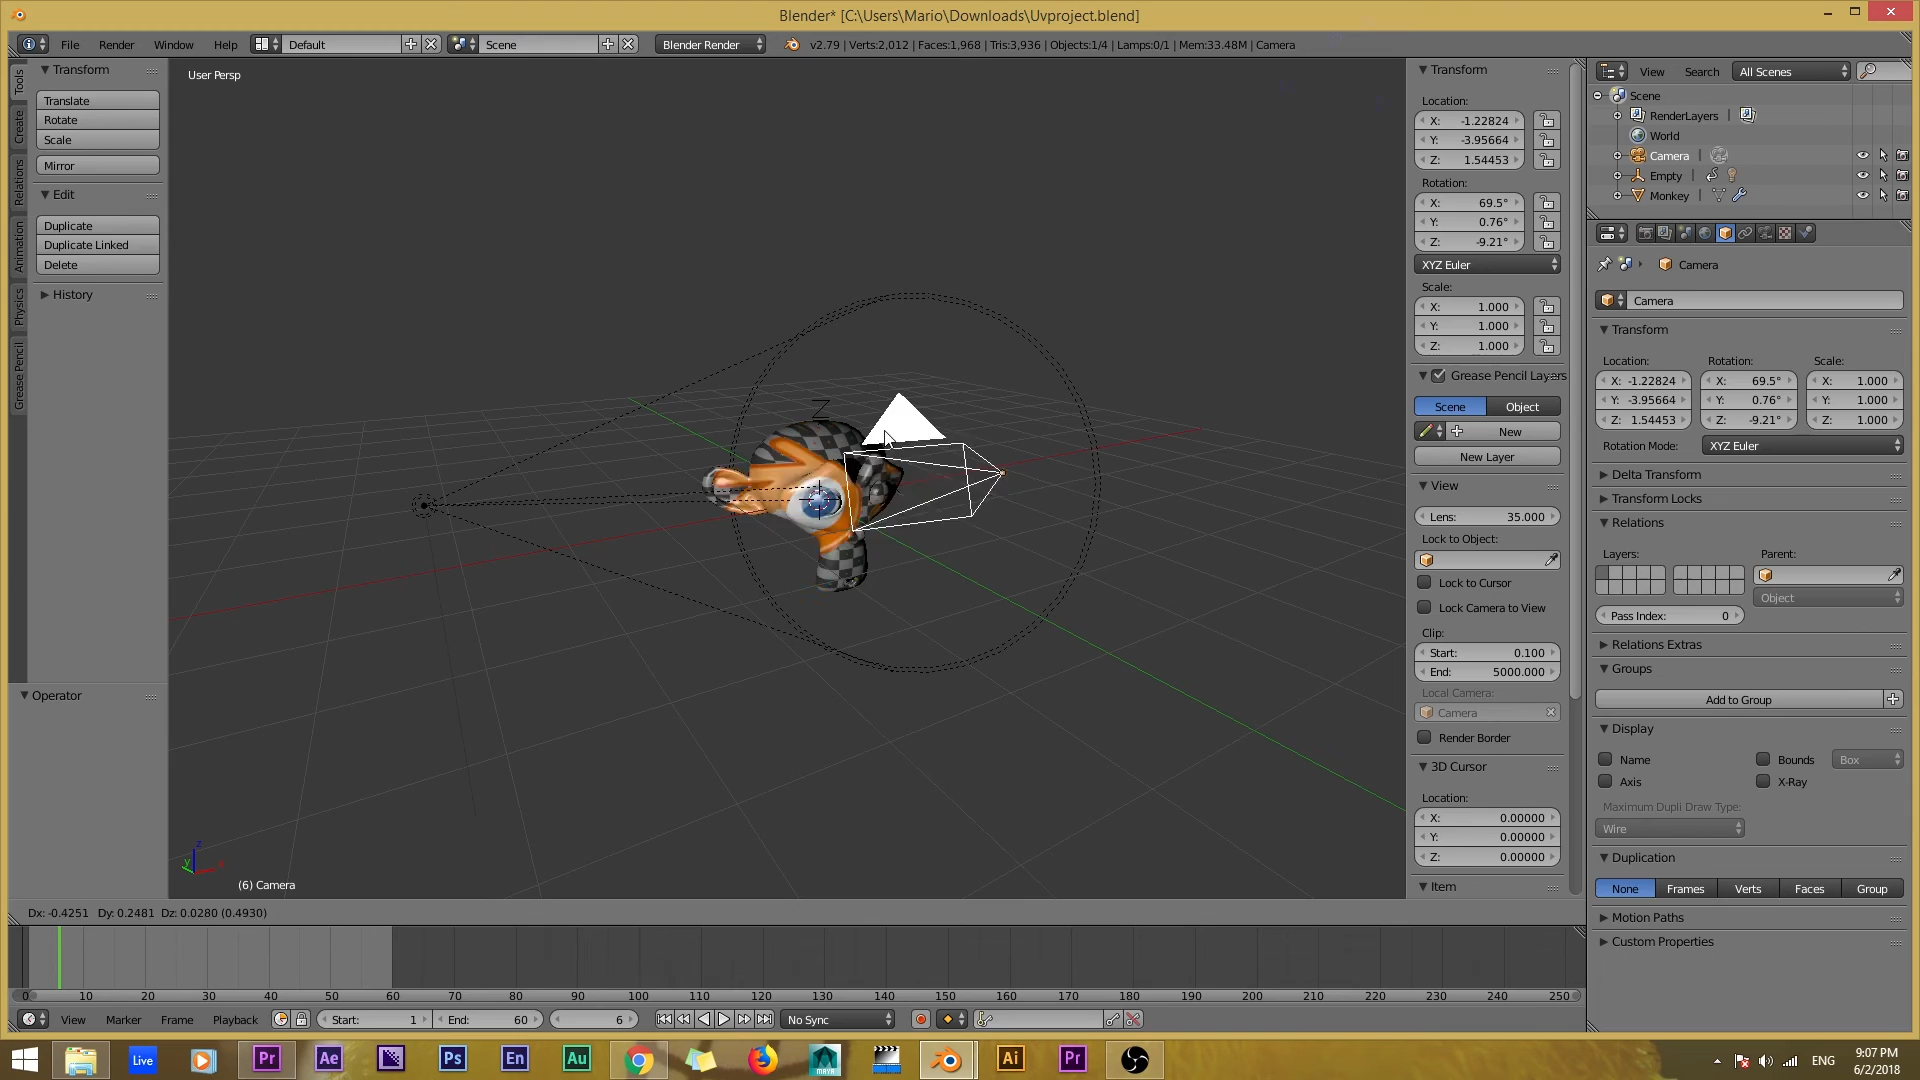 Blender* [C:\Users\Mario\Downloads\Uvproject.blend]
File Render Window Help Default Scene Blender Render v2.79 | Verts:2,012 | Faces:1,968 | Tris:3,936 | Objects:1/4 | Lamps:0/1 | Mem:33.48M | Camera
Tools
Create
Relations
Animation
Physics
Grease Pencil
Transform
Translate
Rotate
Scale
Mirror
Edit
Duplicate
Duplicate Linked
Delete
History
Operator
User Persp
Z
z
y
x
(6) Camera
Dx: -0.4251 Dy: 0.2481 Dz: 0.0280 (0.4930)
Transform
Location:
X: -1.22824
Y: -3.95664
Z: 1.54453
Rotation:
X: 69.5°
Y: 0.76°
Z: -9.21°
XYZ Euler
Scale:
X: 1.000
Y: 1.000
Z: 1.000
Grease Pencil Layers
Scene Object
New
New Layer
View
Lens: 35.000
Lock to Object:
Lock to Cursor
Lock Camera to View
Clip:
Start: 0.100
End: 5000.000
Local Camera:
Camera
Render Border
3D Cursor
Location:
X: 0.00000
Y: 0.00000
Z: 0.00000
Item
View Search All Scenes
Scene
RenderLayers
World
Camera
Empty
Monkey
Camera
Camera
Transform
Location: Rotation: Scale:
X: -1.22824 X: 69.5° X: 1.000
Y: -3.95664 Y: 0.76° Y: 1.000
Z: 1.54453 Z: -9.21° Z: 1.000
Rotation Mode: XYZ Euler
Delta Transform
Transform Locks
Relations
Layers: Parent:
Object
Pass Index: 0
Relations Extras
Groups
Add to Group
Display
Name Bounds Box
Axis X-Ray
Maximum Dupli Draw Type:
Wire
Duplication
None Frames Verts Faces Group
Motion Paths
Custom Properties
0 10 20 30 40 50 60 70 80 90 100 110 120 130 140 150 160 170 180 190 200 210 220 230 240 250
View Marker Frame Playback Start: 1 End: 60 6 No Sync
Live Pr Ae Ps En Au MAYA Ai Pr ENG 9:07 PM
6/2/2018